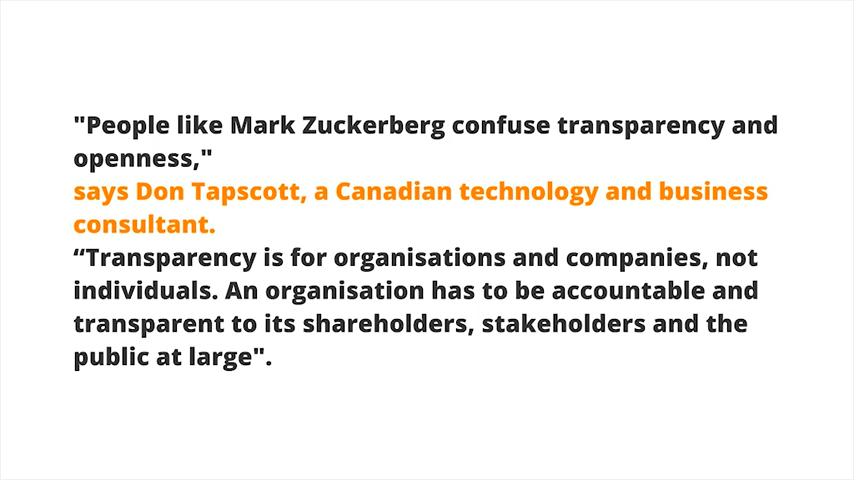 "People like Mark Zuckerberg confuse transparency and
openness,"
says Don Tapscott, a Canadian technology and business
consultant.
“Transparency is for organisations and companies, not
individuals. An organisation has to be accountable and
transparent to its shareholders, stakeholders and the
public at large".